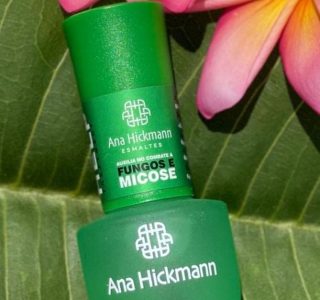 Ana Hickmann
ESMALTES
AUXILIA NO COMBATE A
FUNGOS E
MICOSE
Ana Hickmann